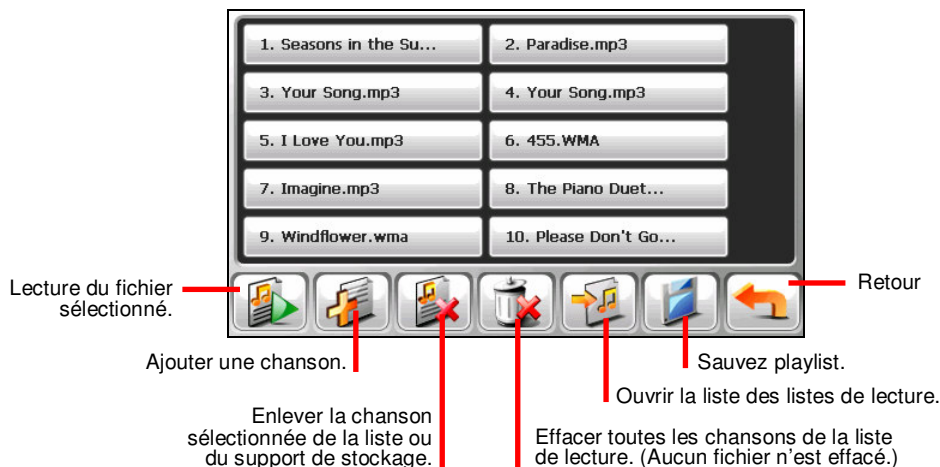 1. Seasons in the Su...
2. Paradise.mp3
3. Your Song.mp3
4. Your Song.mp3
5. I Love You.mp3
6. 455.WMA
7. Imagine.mp3
8. The Piano Duet...
9. Windflower.wma
10. Please Don't Go...
Lecture du fichier
sélectionné.
Retour
Ajouter une chanson.
Sauvez playlist.
Ouvrir la liste des listes de lecture.
Enlever la chanson
sélectionnée de la liste ou
du support de stockage.
Effacer toutes les chansons de la liste
de lecture. (Aucun fichier n'est effacé.)